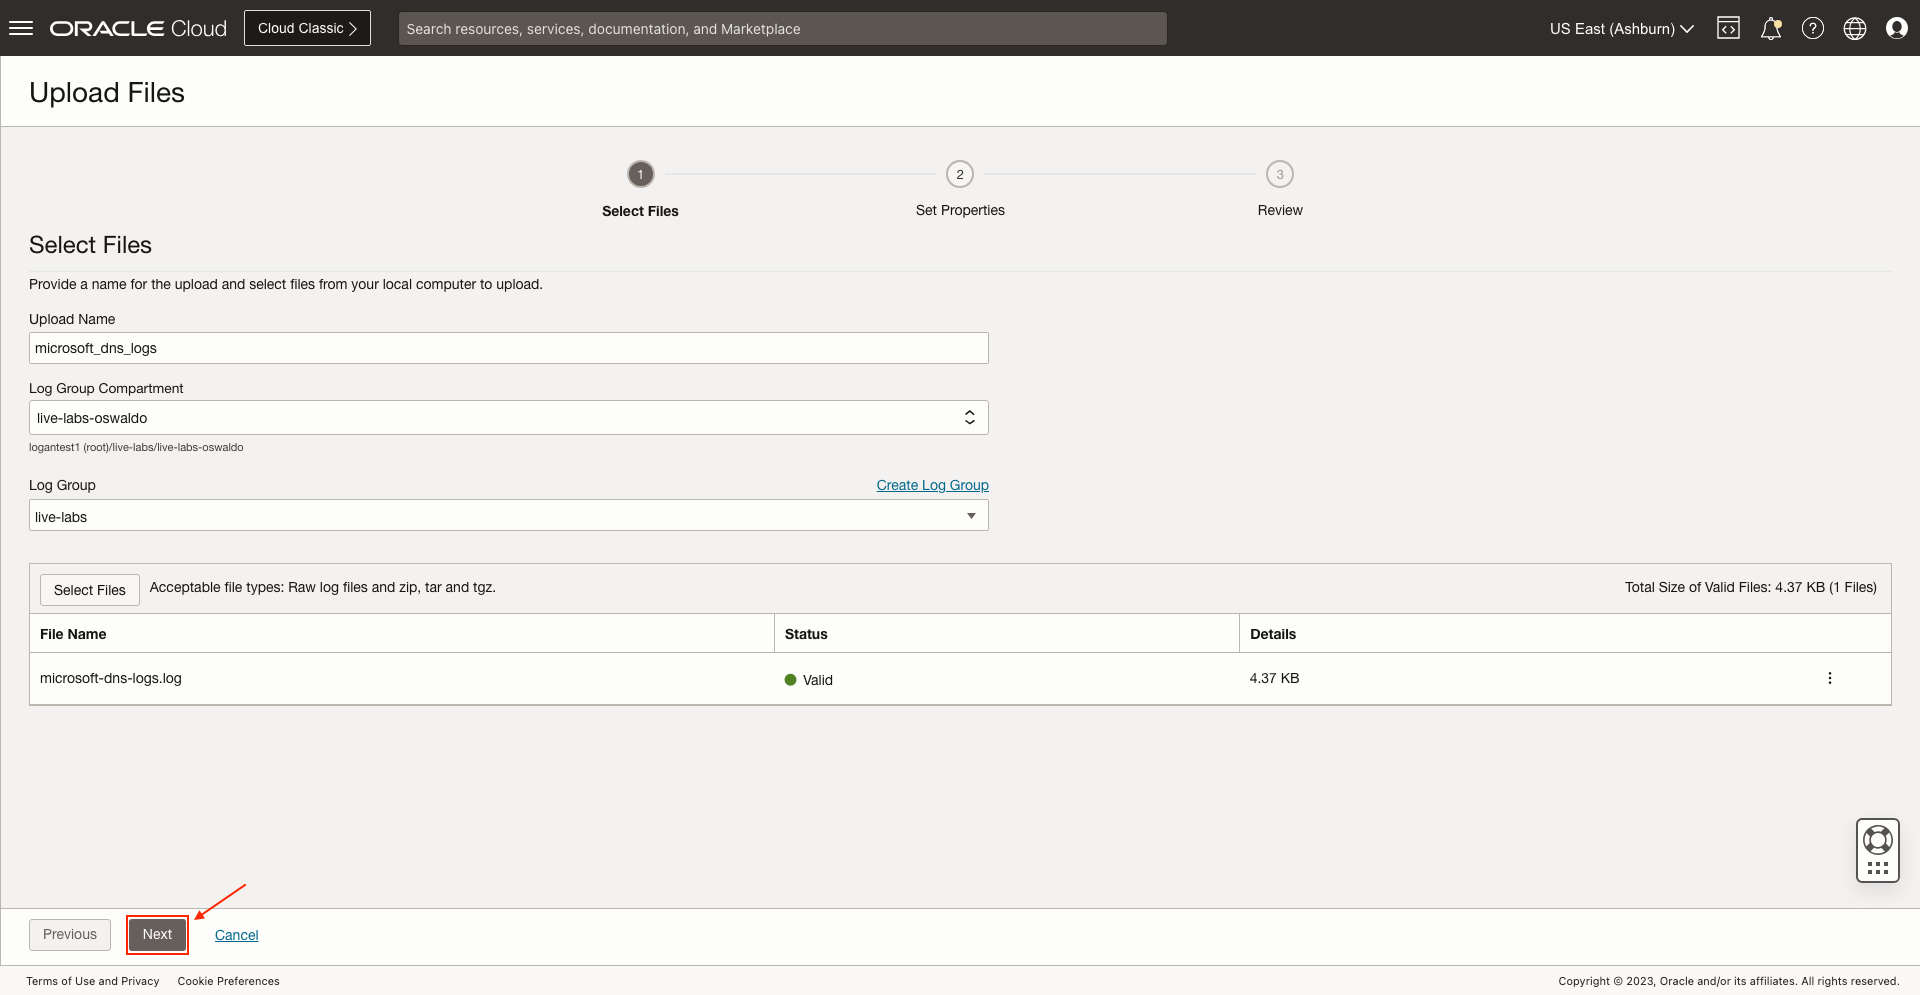 ORACLE Cloud
Cloud Classic
Search resources, services, documentation, and Marketplace
US East (Ashburn)
Upload Files
1
2
3
Select Files
Set Properties
Review
Select Files
Provide a name for the upload and select files from your local computer to upload.
Upload Name
microsoft_dns_logs
Log Group Compartment
live-labs-oswaldo
logantest1 (root)/live-labs/live-labs-oswaldo
Log Group
Create Log Group
live-labs
Select Files
Acceptable file types: Raw log files and zip, tar and tgz.
Total Size of Valid Files: 4.37 KB (1 Files)
File Name
Status
Details
microsoft-dns-logs.log
Valid
4.37 KB
Previous
Next
Cancel
Terms of Use and Privacy
Cookie Preferences
Copyright © 2023, Oracle and/or its affiliates. All rights reserved.